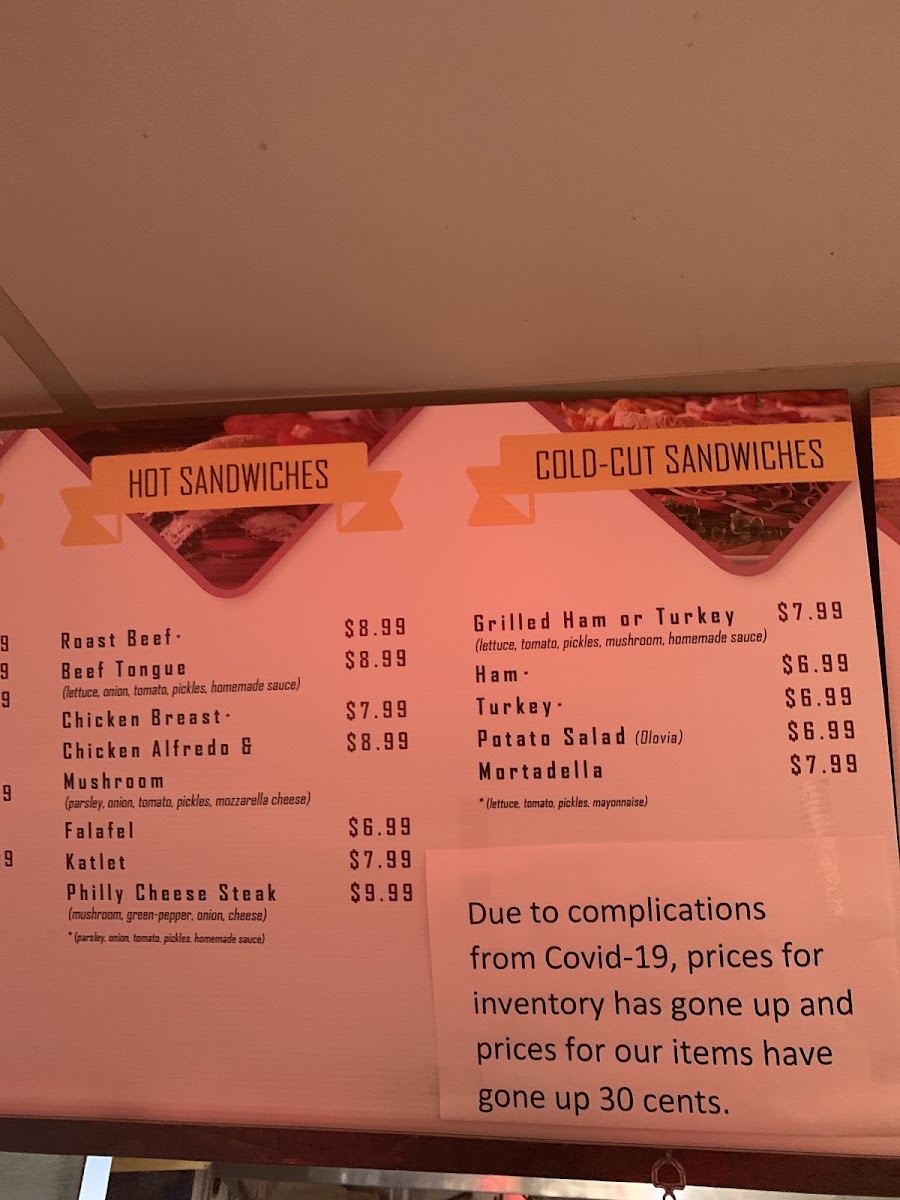 HOT SANDWICHES
Roast Beef* $8.99
Beef Tongue $8.99
(lettuce, onion, tomato, pickles, homemade sauce)
Chicken Breast* $7.99
Chicken Alfredo & $8.99
Mushroom
(parsley, onion, tomato, pickles, mozzarella cheese)
Falafel $6.99
Katlet $7.99
Philly Cheese Steak $9.99
(mushroom, green-pepper, onion, cheese)
* (parsley, onion, tomato, pickles, homemade sauce)
COLD-CUT SANDWICHES
Grilled Ham or Turkey $7.99
(lettuce, tomato, pickles, mushroom, homemade sauce)
Ham* $6.99
Turkey* $6.99
Potato Salad (Olovia) $6.99
Mortadella $7.99
* (lettuce, tomato, pickles, mayonnaise)
Due to complications
from Covid-19, prices for
inventory has gone up and
prices for our items have
gone up 30 cents.
9
9
9
9
9